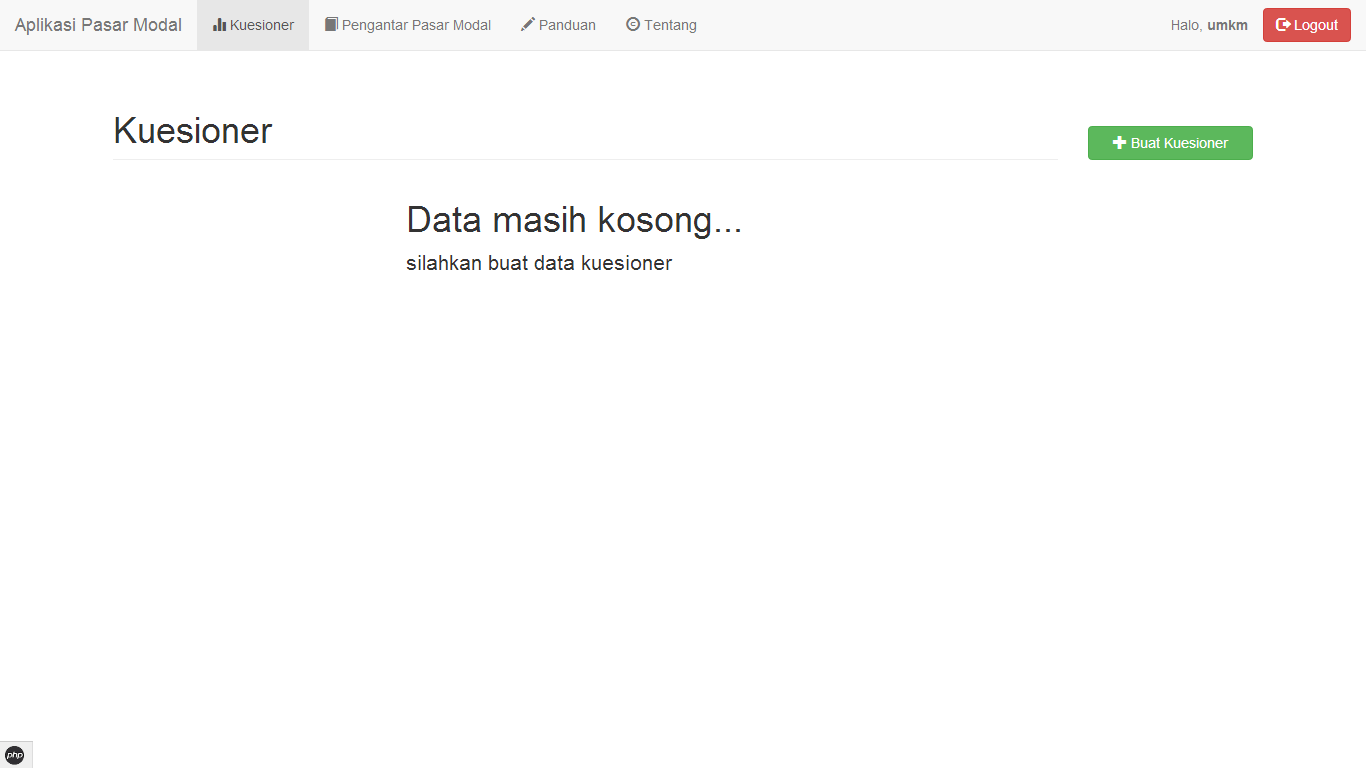 Aplikasi Pasar Modal Kuesioner Pengantar Pasar Modal Panduan Tentang Halo, umkm Logout
Kuesioner
Buat Kuesioner
Data masih kosong...
silahkan buat data kuesioner
php